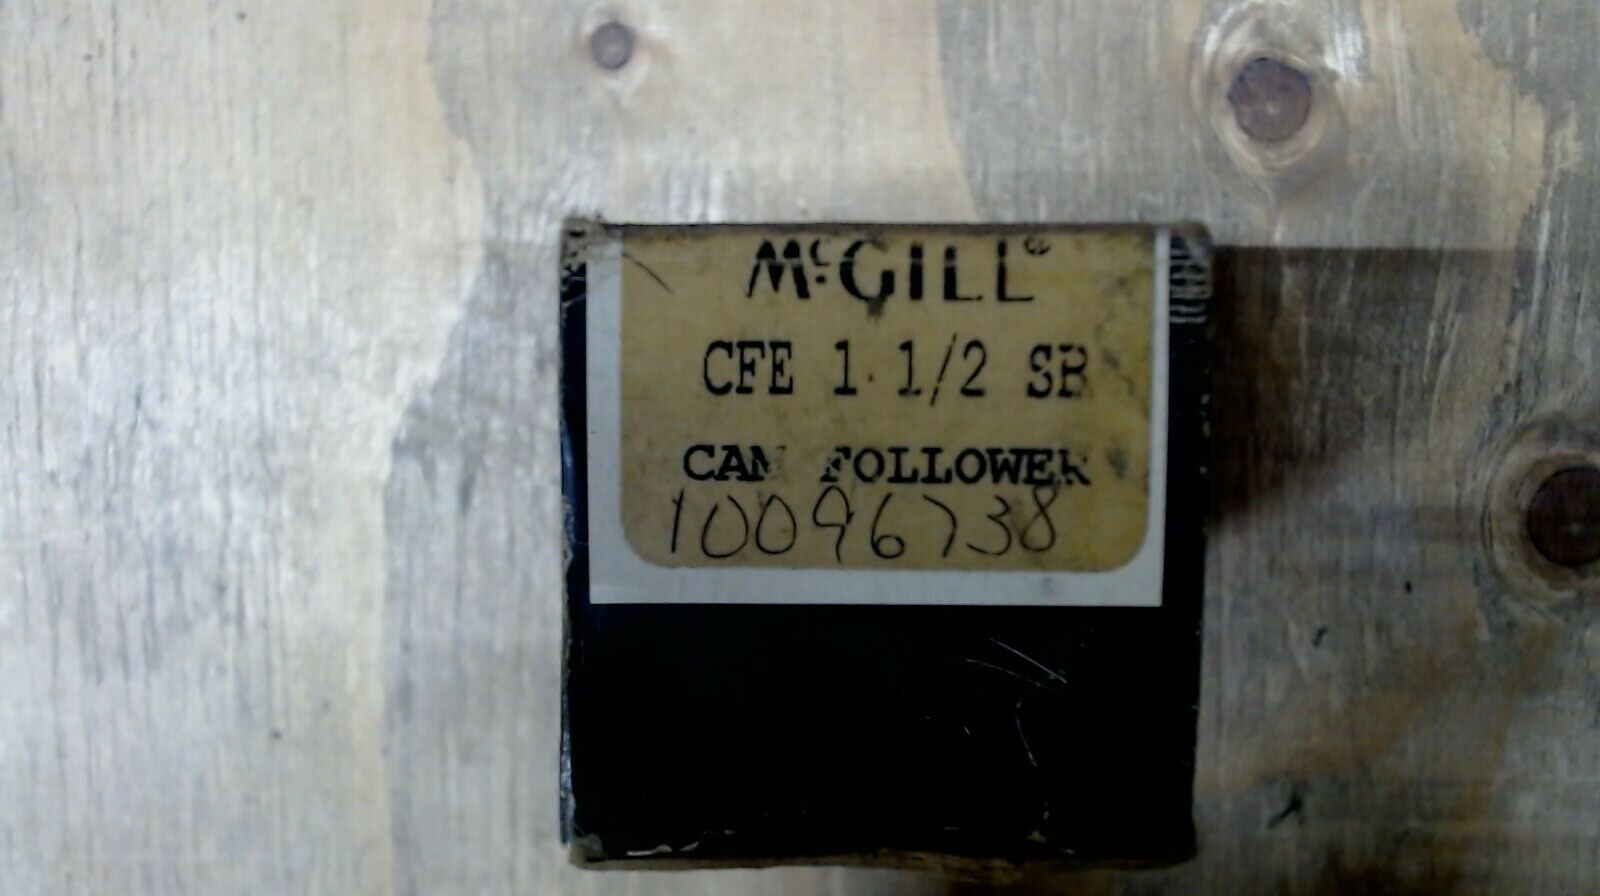 McGILL®
CFE 1 1/2 SB
CAM FOLLOWER
10096738